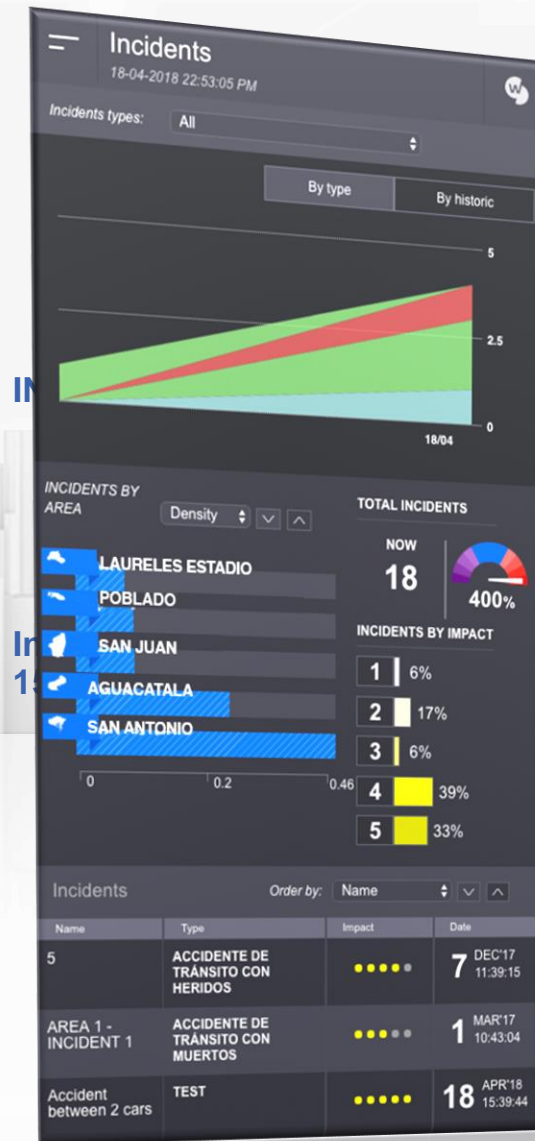 Incidents
18-04-2018 22:53:05 PM
W
Incidents types:
All
By type
By historic
5
2.5
0
18/04
INCIDENTS BY
AREA
Density
LAURELES ESTADIO
POBLADO
SAN JUAN
AGUACATALA
SAN ANTONIO
0
0.2
0.46
TOTAL INCIDENTS
NOW
18
400%
INCIDENTS BY IMPACT
1 6%
2 17%
3 6%
4 39%
5 33%
Incidents
Order by:
Name
Name
Type
Impact
Date
5
ACCIDENTE DE
TRÁNSITO CON
HERIDOS
7 DEC'17
11:39:15
AREA 1 -
INCIDENT 1
ACCIDENTE DE
TRÁNSITO CON
MUERTOS
1 MAR'17
10:43:04
Accident
between 2 cars
TEST
18 APR'18
15:39:44